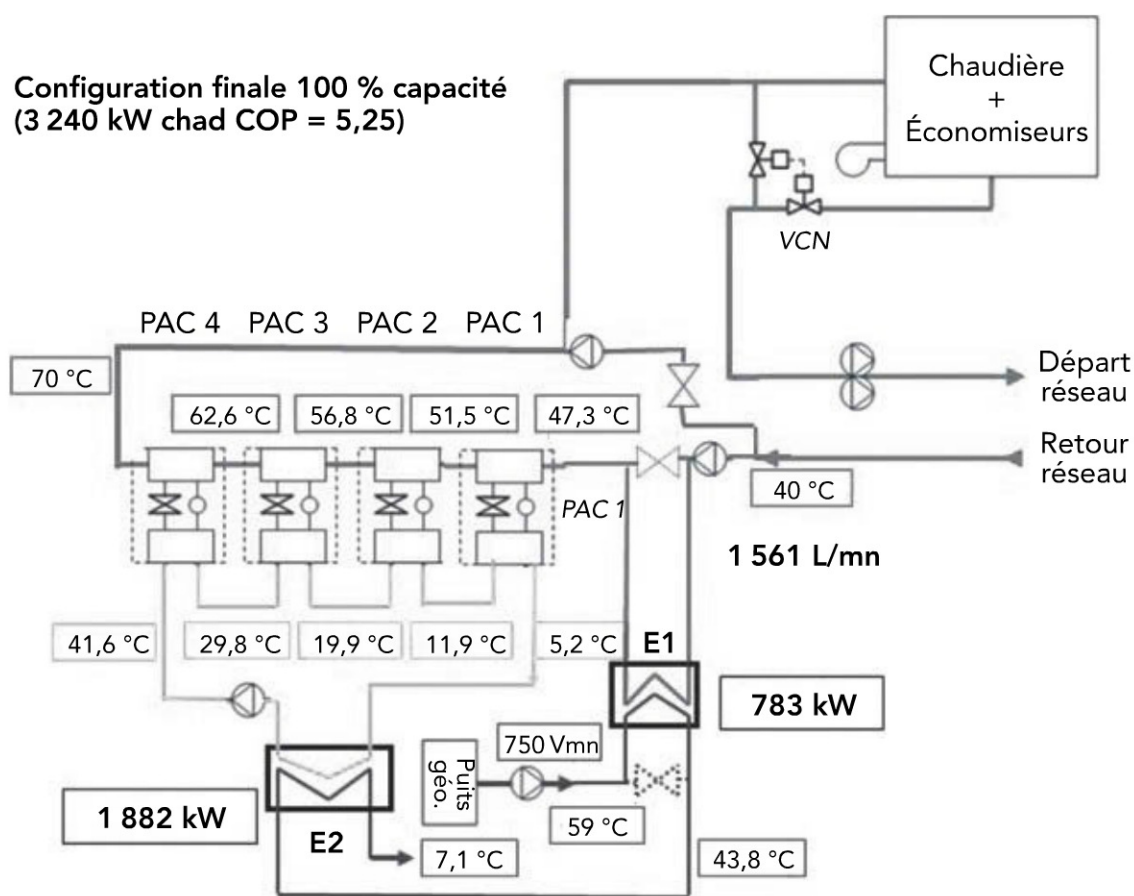 Configuration finale 100 % capacité
(3 240 kW chad COP = 5,25)
Chaudière
+
Économiseurs
VCN
PAC 4
PAC 3
PAC 2
PAC 1
70 °C
62,6 °C
56,8 °C
51,5 °C
47,3 °C
Départ
réseau
Retour
réseau
40 °C
PAC 1
1 561 L/mn
41,6 °C
29,8 °C
19,9 °C
11,9 °C
5,2 °C
E1
783 kW
Puits
géo.
750 Vmn
59 °C
1 882 kW
E2
7,1 °C
43,8 °C